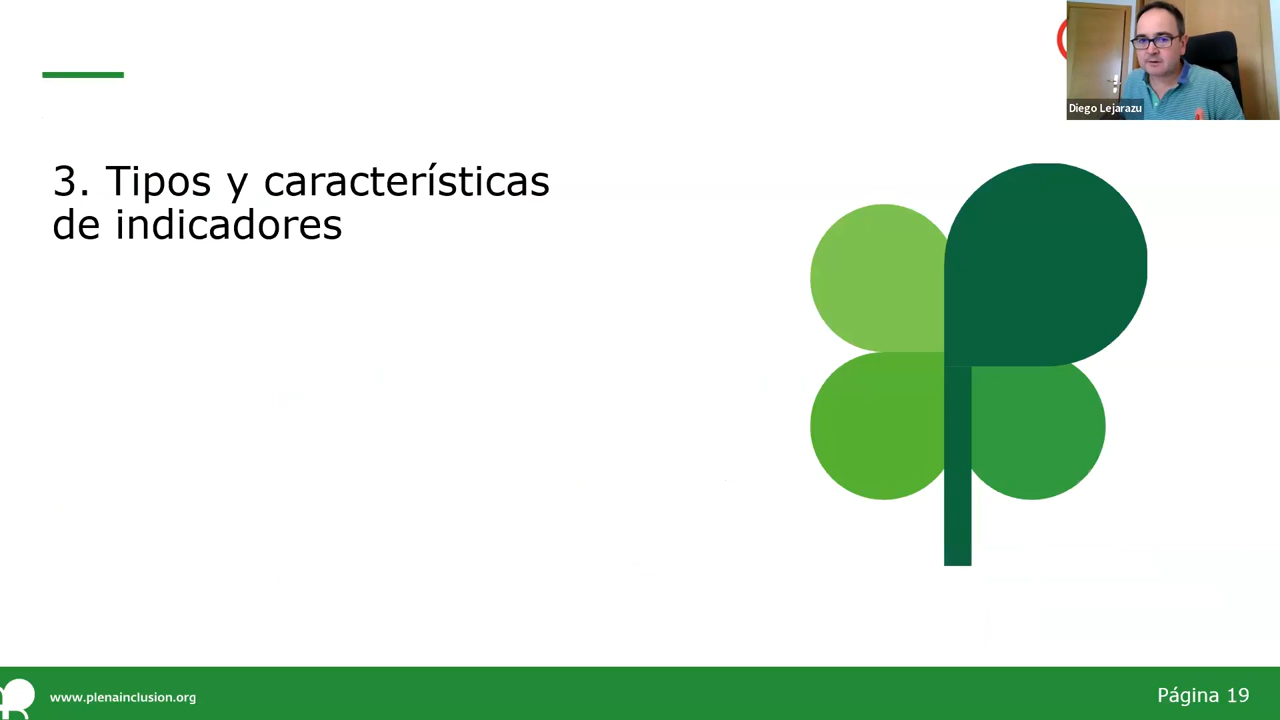 Diego Lejarazu
3. Tipos y características
de indicadores
www.plenainclusion.org
Página 19